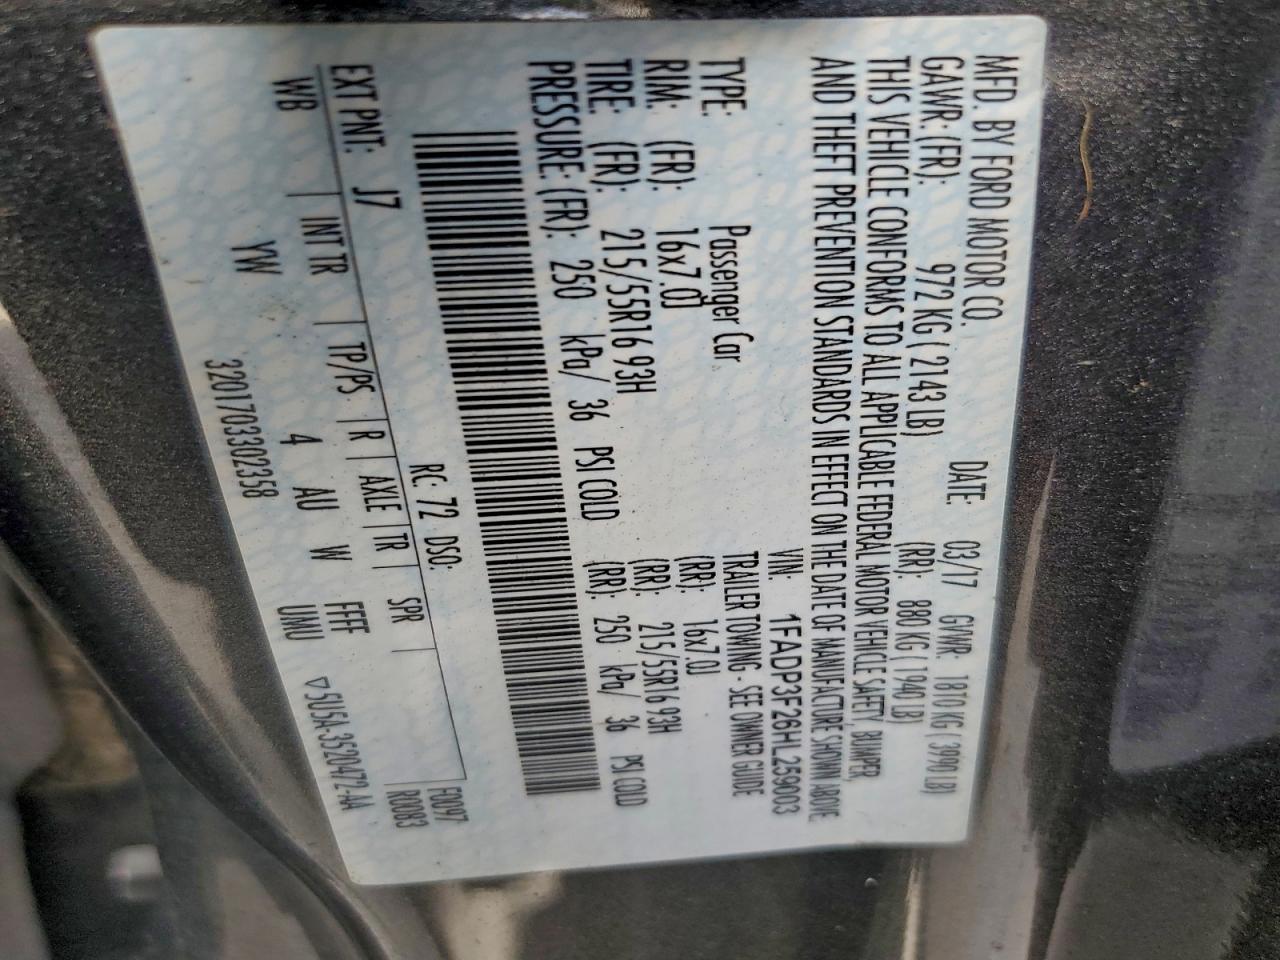 MFD. BY FORD MOTOR CO.
DATE: 03/17 GVWR: 1810 KG ( 3990 LB)
GAWR: (FR): 972 KG ( 2143 LB) (RR): 880 KG ( 1940 LB)
THIS VEHICLE CONFORMS TO ALL APPLICABLE FEDERAL MOTOR VEHICLE SAFETY, BUMPER,
AND THEFT PREVENTION STANDARDS IN EFFECT ON THE DATE OF MANUFACTURE SHOWN ABOVE.
VIN: 1FADP3F26HL259003
TYPE: Passenger Car TRAILER TOWING - SEE OWNER GUIDE
RIM: (FR): 16x7.0J (RR): 16x7.0J
TIRE: (FR): 215/55R16 93H (RR): 215/55R16 93H
PRESSURE: (FR): 250 kPa/ 36 PSI COLD (RR): 250 kPa/ 36 PSI COLD
EXT PNT: J7 RC: 72 DSO: F0097
WB INT TR TP/PS R AXLE TR SPR R0083
YW 4 AU W FFFF
UMU
3201703302358 ▽5U5A-3520472-AA